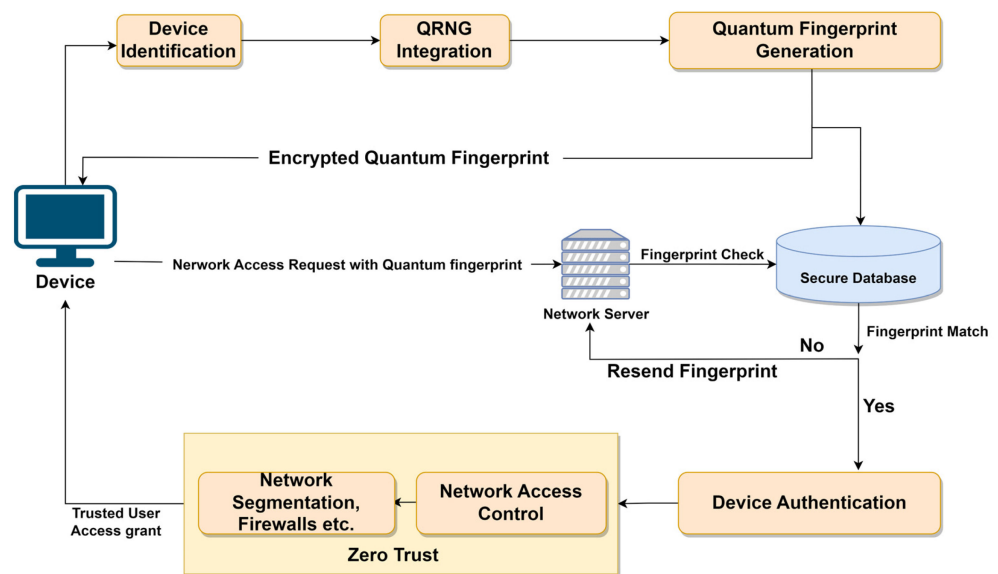 Device
Identification
QRNG
Integration
Quantum Fingerprint
Generation
Encrypted Quantum Fingerprint
Device
Nerwork Access Request with Quantum fingerprint
Network Server
Fingerprint Check
Secure Database
Fingerprint Match
No
Resend Fingerprint
Yes
Device Authentication
Network Access
Control
Network
Segmentation,
Firewalls etc.
Zero Trust
Trusted User
Access grant